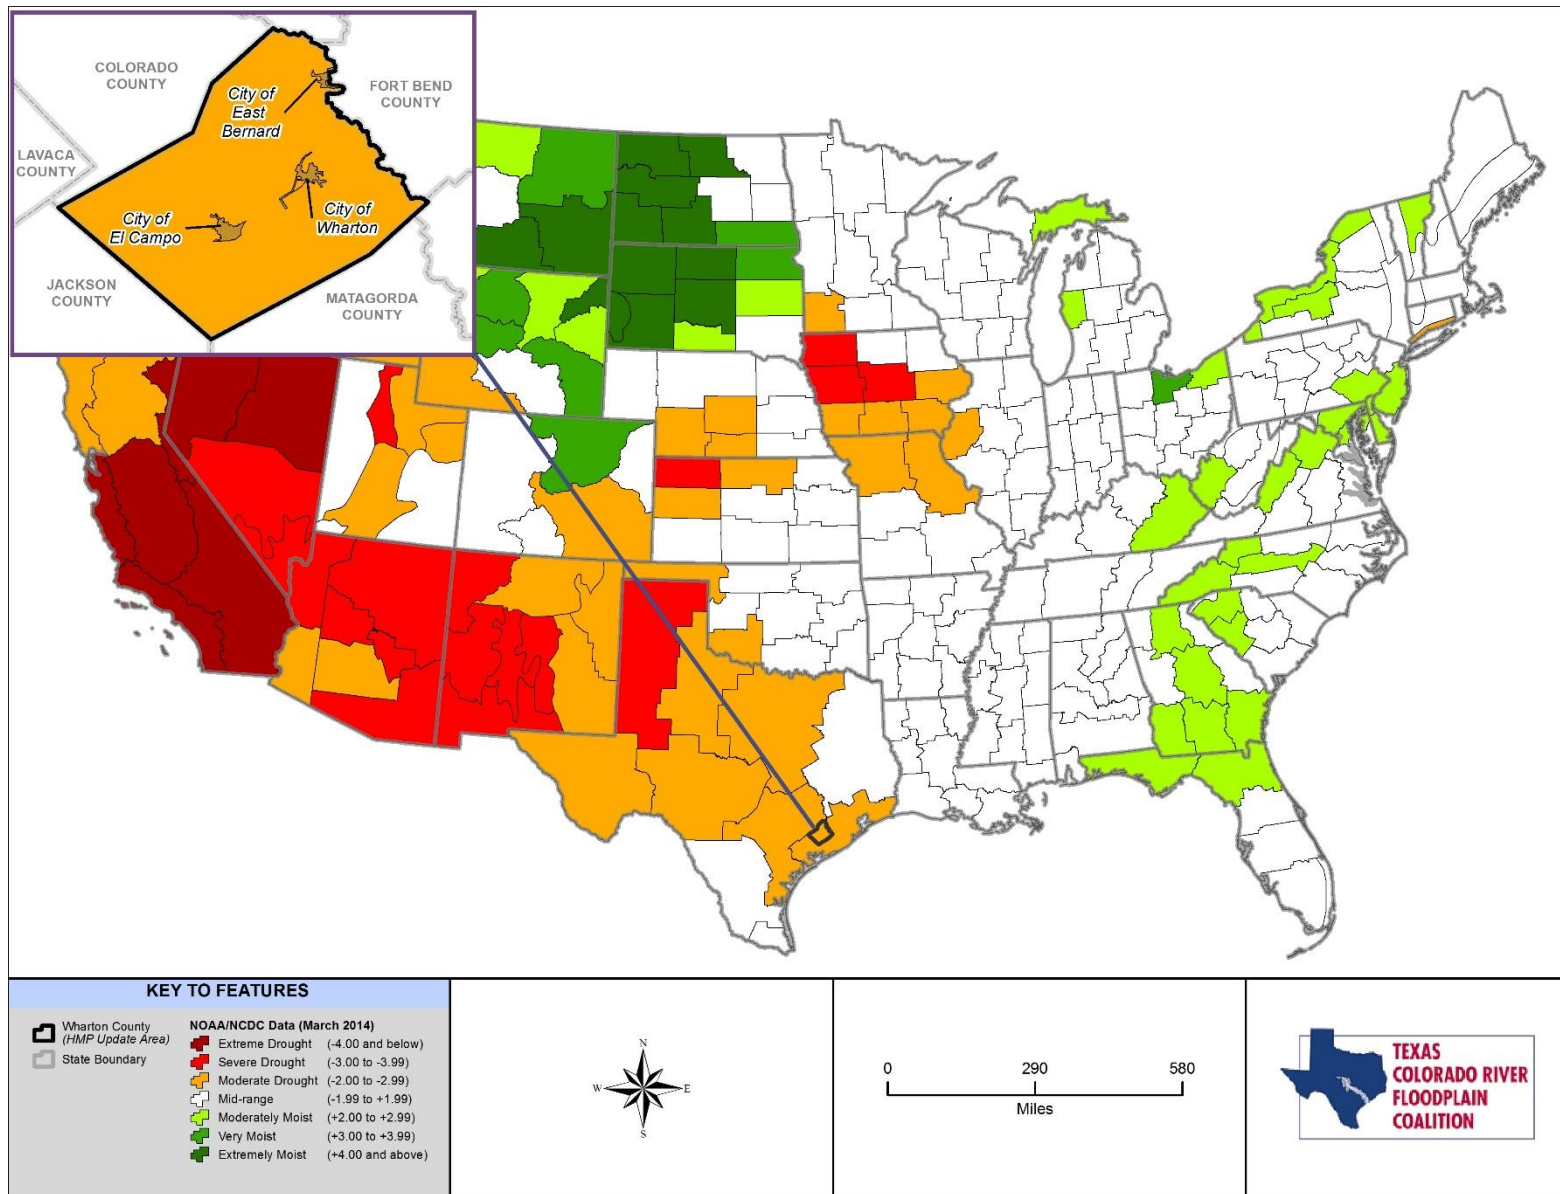 COLORADO
COUNTY
City of
East
Bernard
FORT BEND
COUNTY
LAVACA
COUNTY
City of
El Campo
City of
Wharton
JACKSON
COUNTY
MATAGORDA
COUNTY
KEY TO FEATURES
Wharton County
(HMP Update Area)
State Boundary
NOAA/NCDC Data (March 2014)
Extreme Drought (-4.00 and below)
Severe Drought (-3.00 to -3.99)
Moderate Drought (-2.00 to -2.99)
Mid-range (-1.99 to +1.99)
Moderately Moist (+2.00 to +2.99)
Very Moist (+3.00 to +3.99)
Extremely Moist (+4.00 and above)
N
W E
S
0 290 580
Miles
TEXAS
COLORADO RIVER
FLOODPLAIN
COALITION